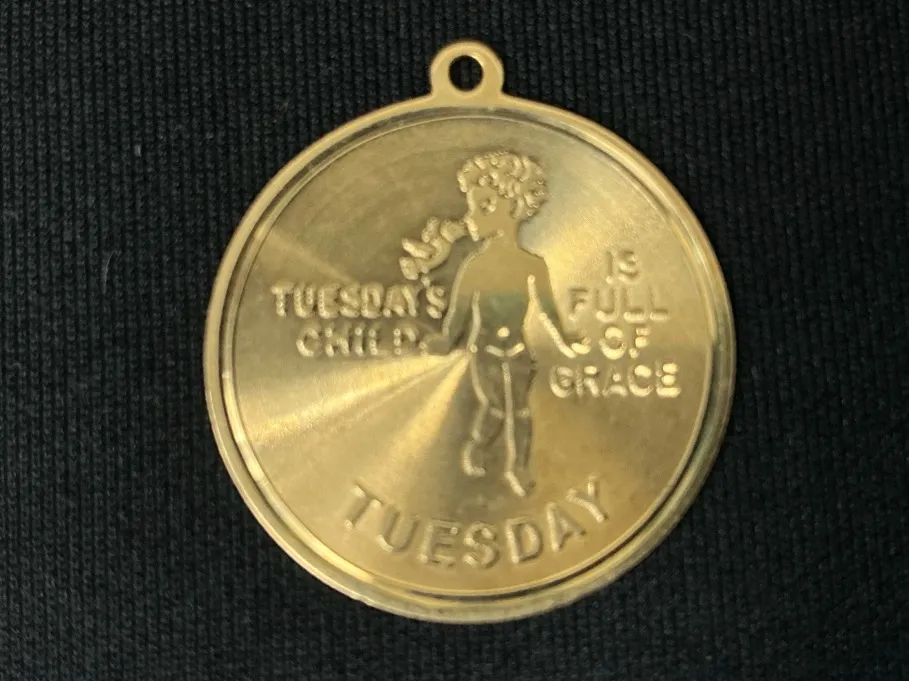 TUESDAY'S
CHILD
IS
FULL
OF
GRACE
TUESDAY